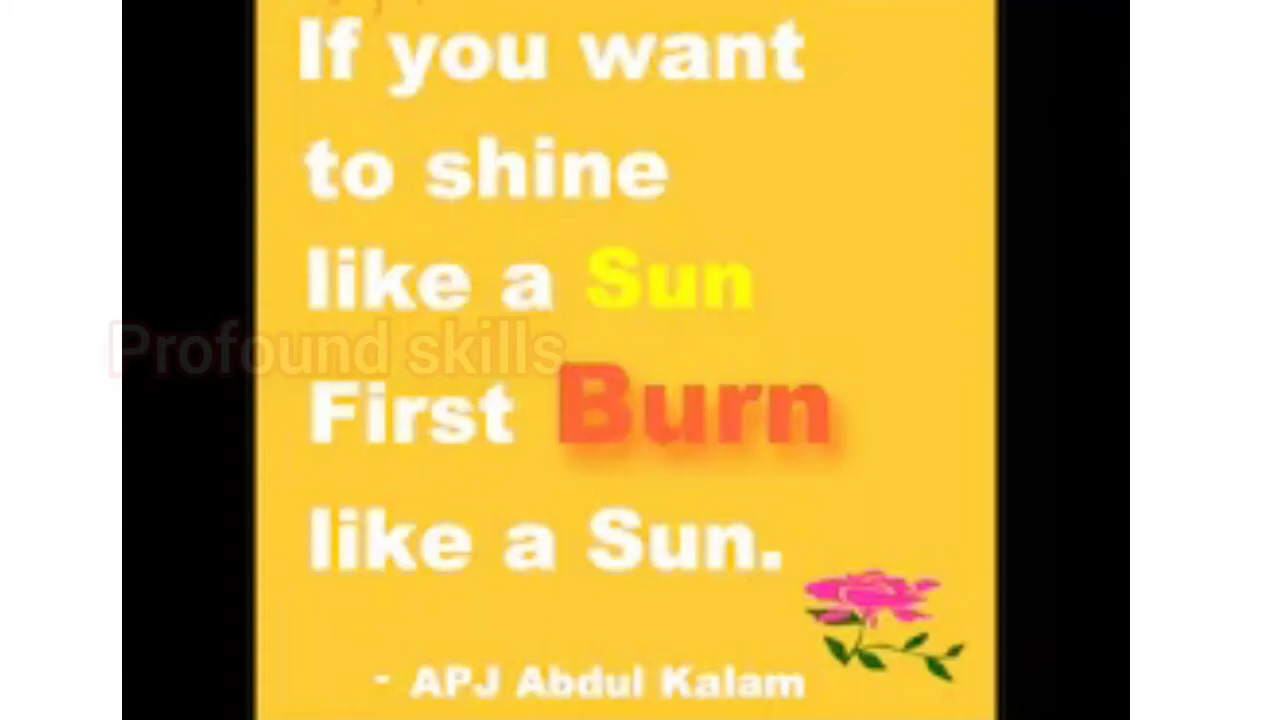 If you want
to shine
like a Sun
Profound skills
First Burn
like a Sun.
- APJ Abdul Kalam